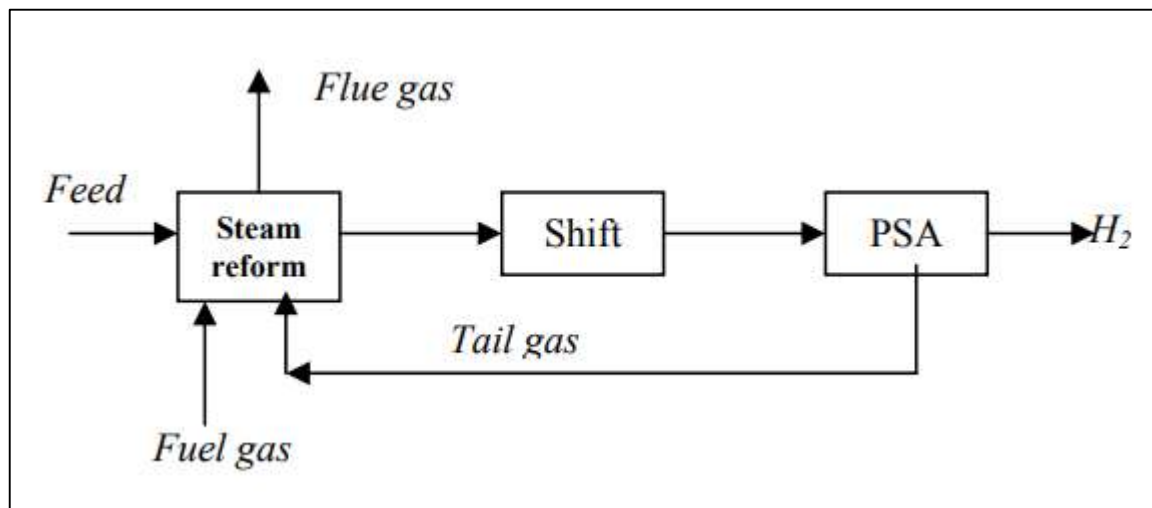 Flue gas
Feed
Steam
reform
Shift
PSA
H2
Tail gas
Fuel gas